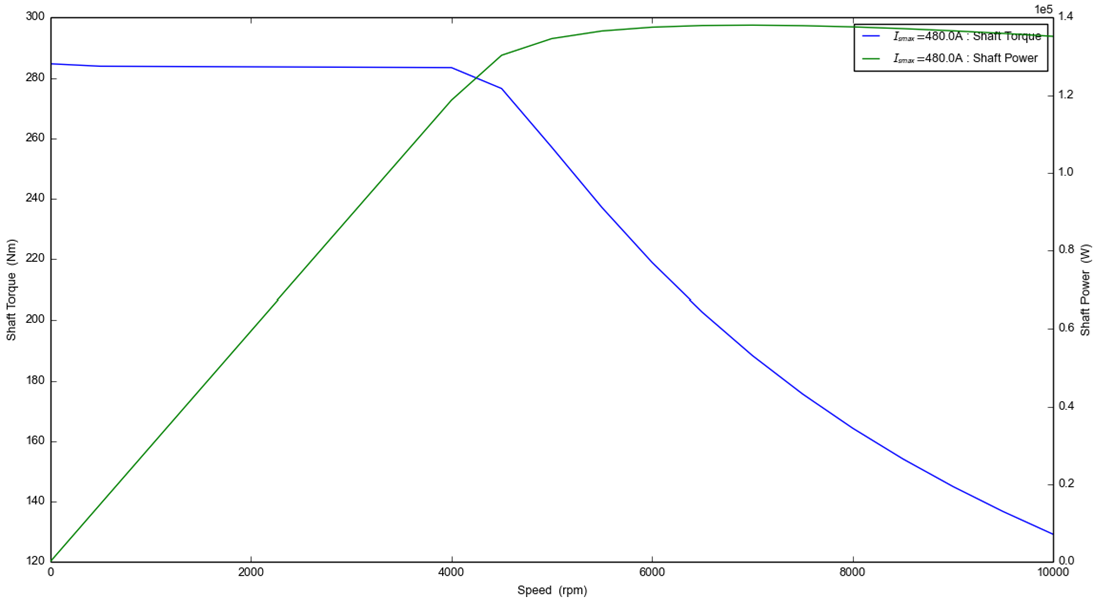 1e5
300
280
260
240
220
200
180
160
140
120
Shaft Torque (Nm)
1.4
1.2
1.0
0.8
0.6
0.4
0.2
0.0
Shaft Power (W)
I_smax=480.0A : Shaft Torque
I_smax=480.0A : Shaft Power
0 2000 4000 6000 8000 10000
Speed (rpm)